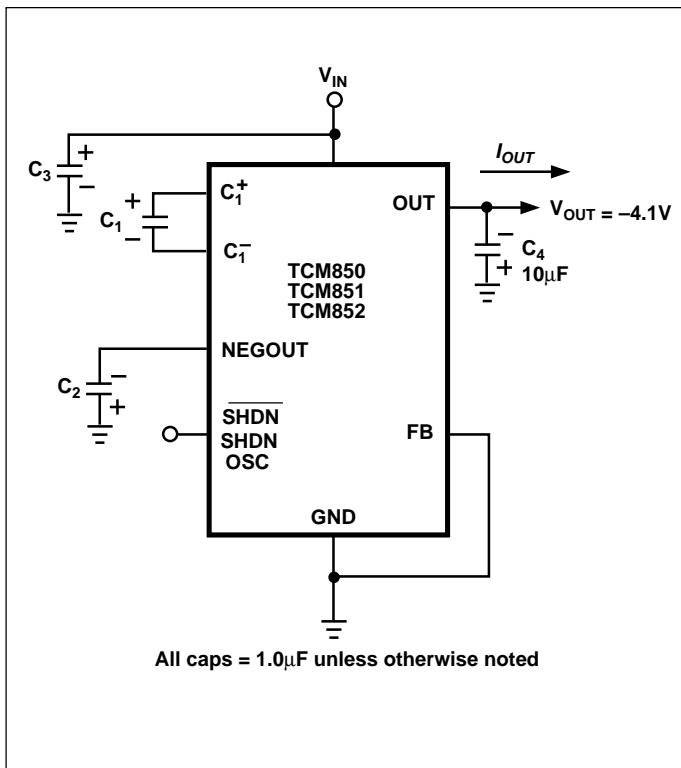 V_IN
C_3
+
−
C_1
+
−
C_1^+
C_1^−
OUT
I_OUT
V_OUT = −4.1V
−
+
C_4
10μF
TCM850
TCM851
TCM852
NEGOUT
C_2
−
+
S̅H̅D̅N̅
SHDN
OSC
FB
GND
All caps = 1.0μF unless otherwise noted